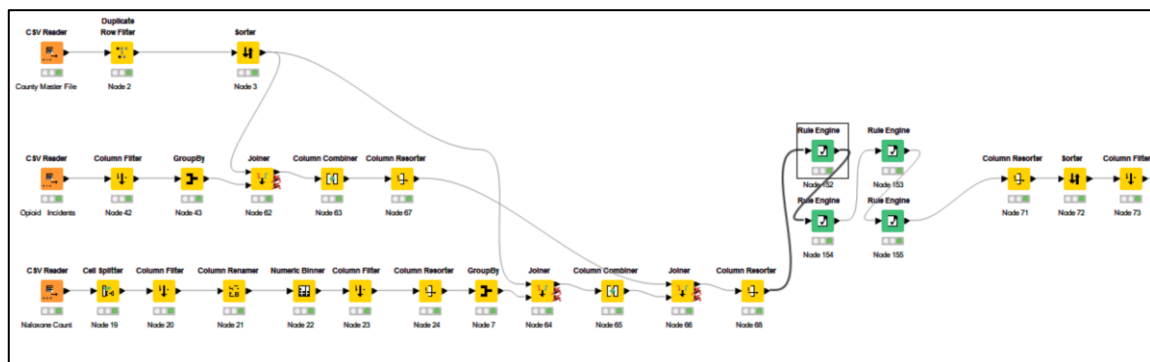 Duplicate
CSV Reader Row Filter Sorter
County Master File Node 2 Node 3
Rule Engine Rule Engine
CSV Reader Column Filter GroupBy Joiner Column Combiner Column Resorter
Node 152 Node 153
Column Resorter Sorter Column Filter
Rule Engine Rule Engine
Opioid Incidents Node 42 Node 43 Node 62 Node 63 Node 67
Node 71 Node 72 Node 73
Node 154 Node 155
CSV Reader Cell Splitter Column Filter Column Renamer Numeric Binner Column Filter Column Resorter GroupBy Joiner Column Combiner Joiner Column Resorter
Naloxone Count Node 19 Node 20 Node 21 Node 22 Node 23 Node 24 Node 7 Node 64 Node 65 Node 66 Node 68